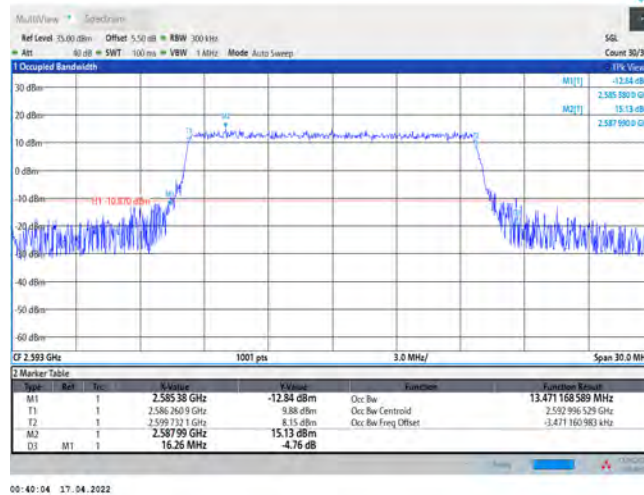 MultiView Spectrum
Ref Level 35.00 dBm Offset 5.50 dB RBW 300 kHz SGL
Att 40 dB SWT 100 ms VBW 1 MHz Mode Auto Sweep Count 30/3
1 Occupied Bandwidth 1Pk View
M1[1] -12.84 dB
2.585 380 0 G
30 dBm
M2[1] 15.13 dB
2.587 990 0 G
20 dBm
M2
T1
10 dBm
0 dBm
-10 dBm
H1 -10.870 dBm
M1
-20 dBm
-30 dBm
-40 dBm
-50 dBm
-60 dBm
CF 2.593 GHz 1001 pts 3.0 MHz/ Span 30.0 MH
2 Marker Table
Type Ref Trc X-Value Y-Value Function Function Result
M1 1 2.585 38 GHz -12.84 dBm Occ Bw 13.471 168 589 MHz
T1 1 2.586 260 9 GHz 9.88 dBm Occ Bw Centroid 2.592 996 529 GHz
T2 1 2.599 732 1 GHz 8.15 dBm Occ Bw Freq Offset -3.471 160 983 kHz
M2 1 2.587 99 GHz 15.13 dBm
D3 M1 1 16.26 MHz -4.76 dB
00:40:04 17.04.2022